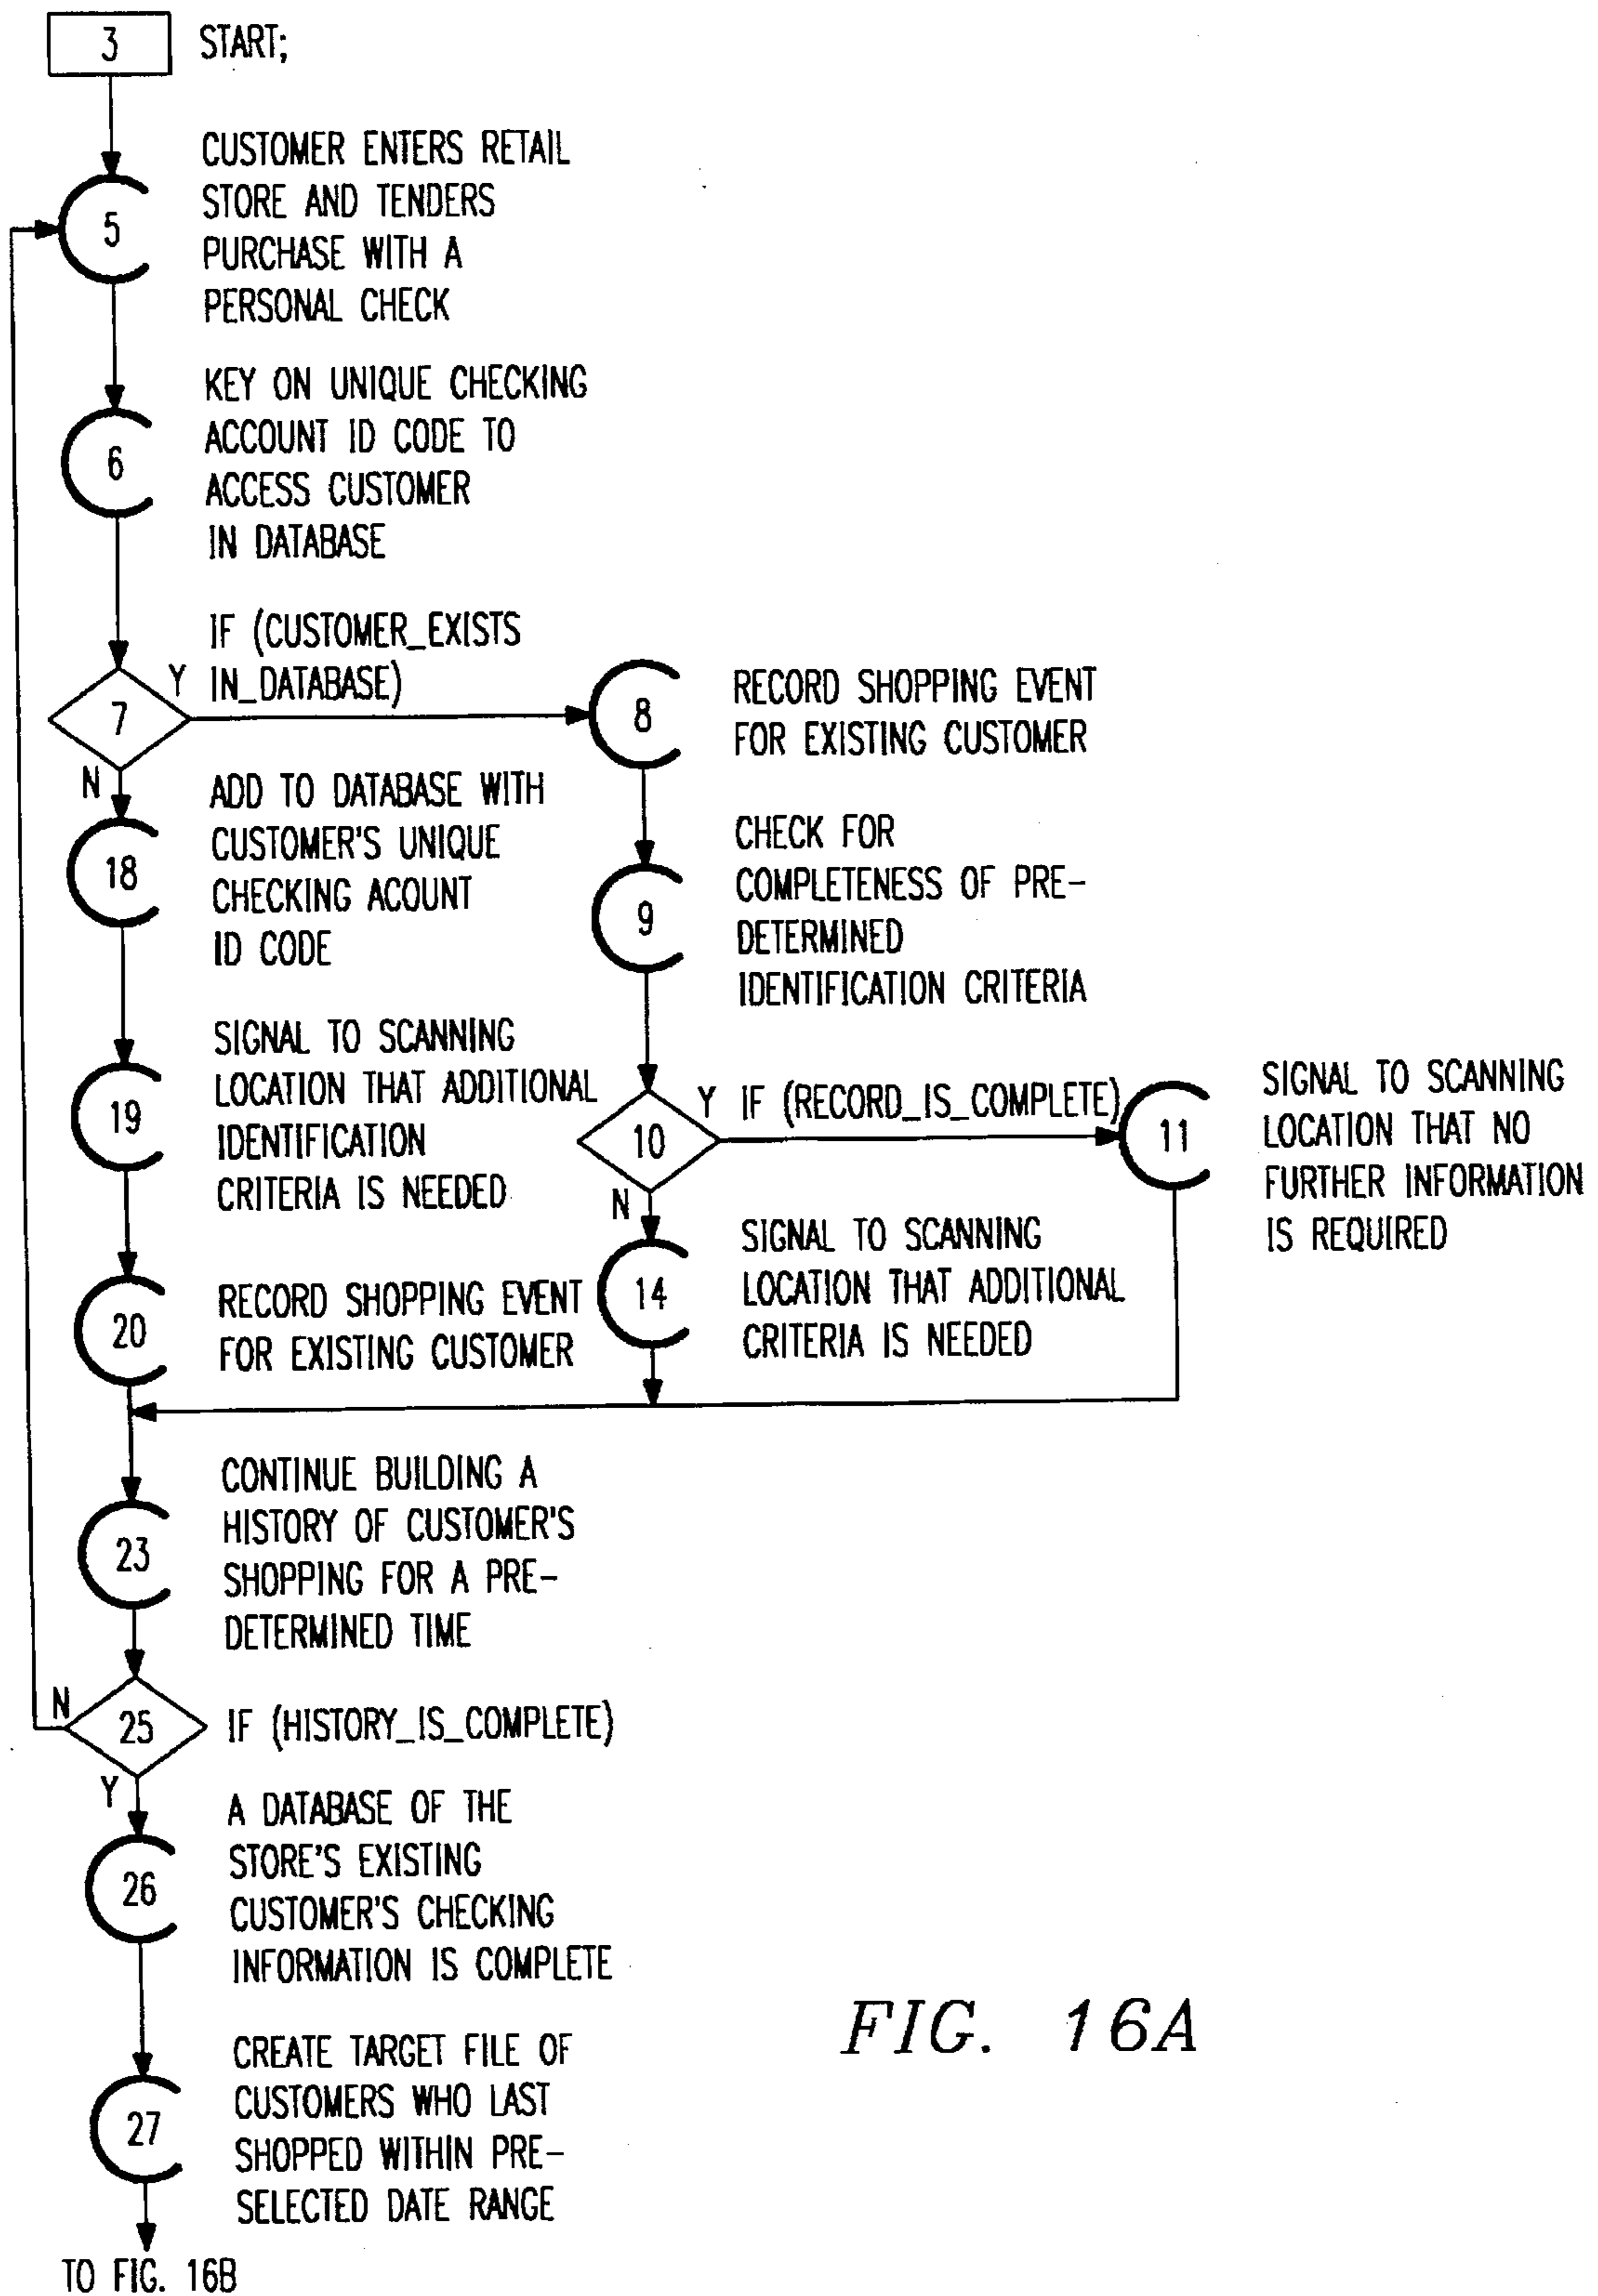 3 START;
CUSTOMER ENTERS RETAIL
STORE AND TENDERS
PURCHASE WITH A
PERSONAL CHECK
5
KEY ON UNIQUE CHECKING
ACCOUNT ID CODE TO
ACCESS CUSTOMER
IN DATABASE
6
IF (CUSTOMER_EXISTS
IN_DATABASE)
Y
7
N
8
RECORD SHOPPING EVENT
FOR EXISTING CUSTOMER
ADD TO DATABASE WITH
CUSTOMER'S UNIQUE
CHECKING ACOUNT
ID CODE
18
CHECK FOR
COMPLETENESS OF PRE-
DETERMINED
IDENTIFICATION CRITERIA
9
SIGNAL TO SCANNING
LOCATION THAT ADDITIONAL
IDENTIFICATION
CRITERIA IS NEEDED
19
Y IF (RECORD_IS_COMPLETE)
10
N
11
SIGNAL TO SCANNING
LOCATION THAT NO
FURTHER INFORMATION
IS REQUIRED
SIGNAL TO SCANNING
LOCATION THAT ADDITIONAL
CRITERIA IS NEEDED
14
RECORD SHOPPING EVENT
FOR EXISTING CUSTOMER
20
CONTINUE BUILDING A
HISTORY OF CUSTOMER'S
SHOPPING FOR A PRE-
DETERMINED TIME
23
N
25
IF (HISTORY_IS_COMPLETE)
Y
A DATABASE OF THE
STORE'S EXISTING
CUSTOMER'S CHECKING
INFORMATION IS COMPLETE
26
CREATE TARGET FILE OF
CUSTOMERS WHO LAST
SHOPPED WITHIN PRE-
SELECTED DATE RANGE
27
TO FIG. 16B
FIG. 16A